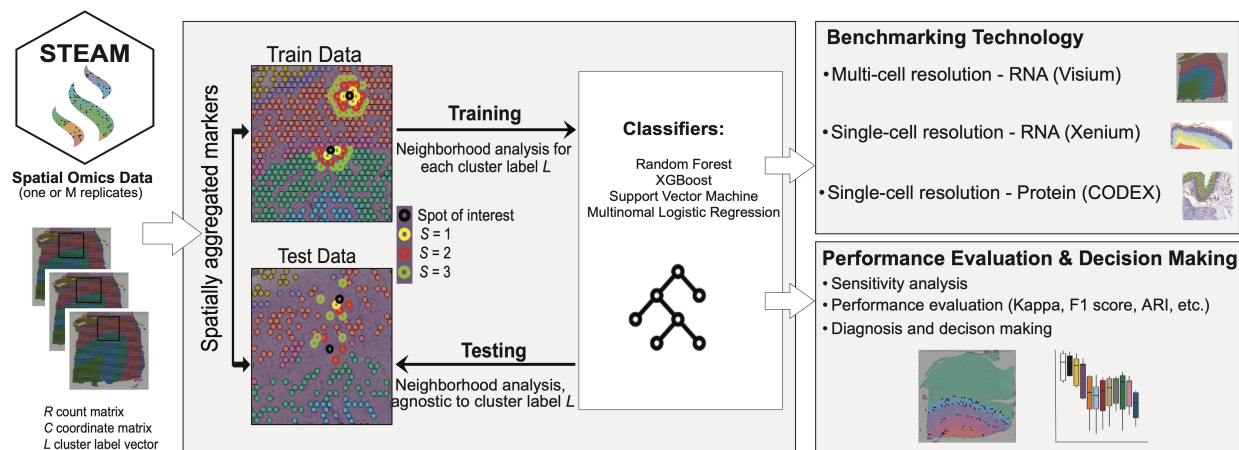 STEAM
Spatial Omics Data
(one or M replicates)
R count matrix
C coordinate matrix
L cluster label vector
Spatially aggregated markers
Train Data
Test Data
Training
Neighborhood analysis for
each cluster label L
Spot of interest
S = 1
S = 2
S = 3
Testing
Neighborhood analysis,
agnostic to cluster label L
Classifiers:
Random Forest
XGBoost
Support Vector Machine
Multinomal Logistic Regression
Benchmarking Technology
•Multi-cell resolution - RNA (Visium)
•Single-cell resolution - RNA (Xenium)
•Single-cell resolution - Protein (CODEX)
Performance Evaluation & Decision Making
• Sensitivity analysis
• Performance evaluation (Kappa, F1 score, ARI, etc.)
• Diagnosis and decison making